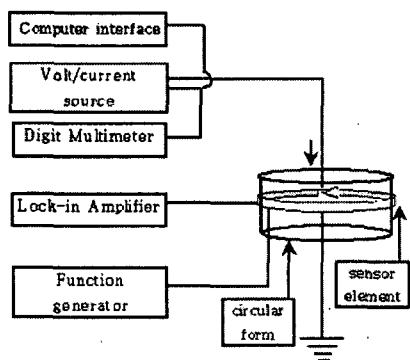 Computer interface
Volt/current
source
Digit Multimeter
Lock-in Amplifier
Function
generator
circular
form
sensor
element